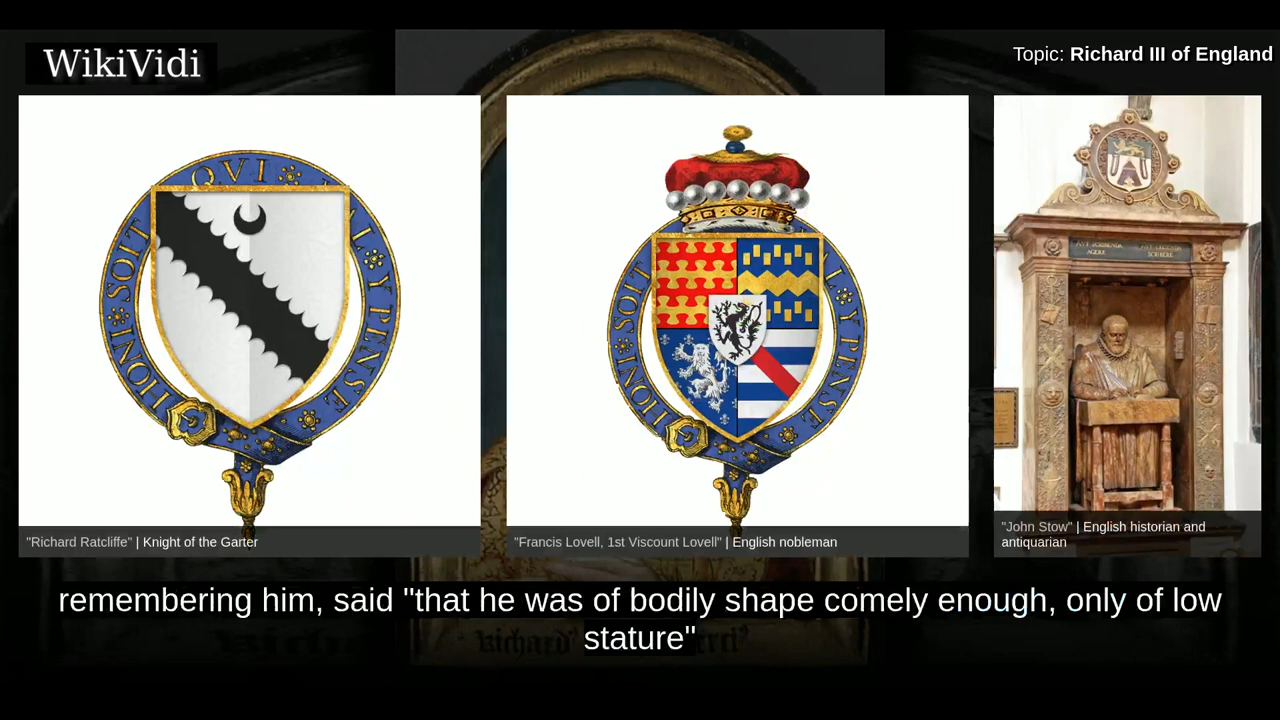 WikiVidi
Topic: Richard III of England
QVI
HONI·SOIT
AL·Y·PENSE
HONI·SOIT
L·Y·PENSE
"Richard Ratcliffe" | Knight of the Garter
"Francis Lovell, 1st Viscount Lovell" | English nobleman
"John Stow" | English historian and
antiquarian
remembering him, said "that he was of bodily shape comely enough, only of low
stature"